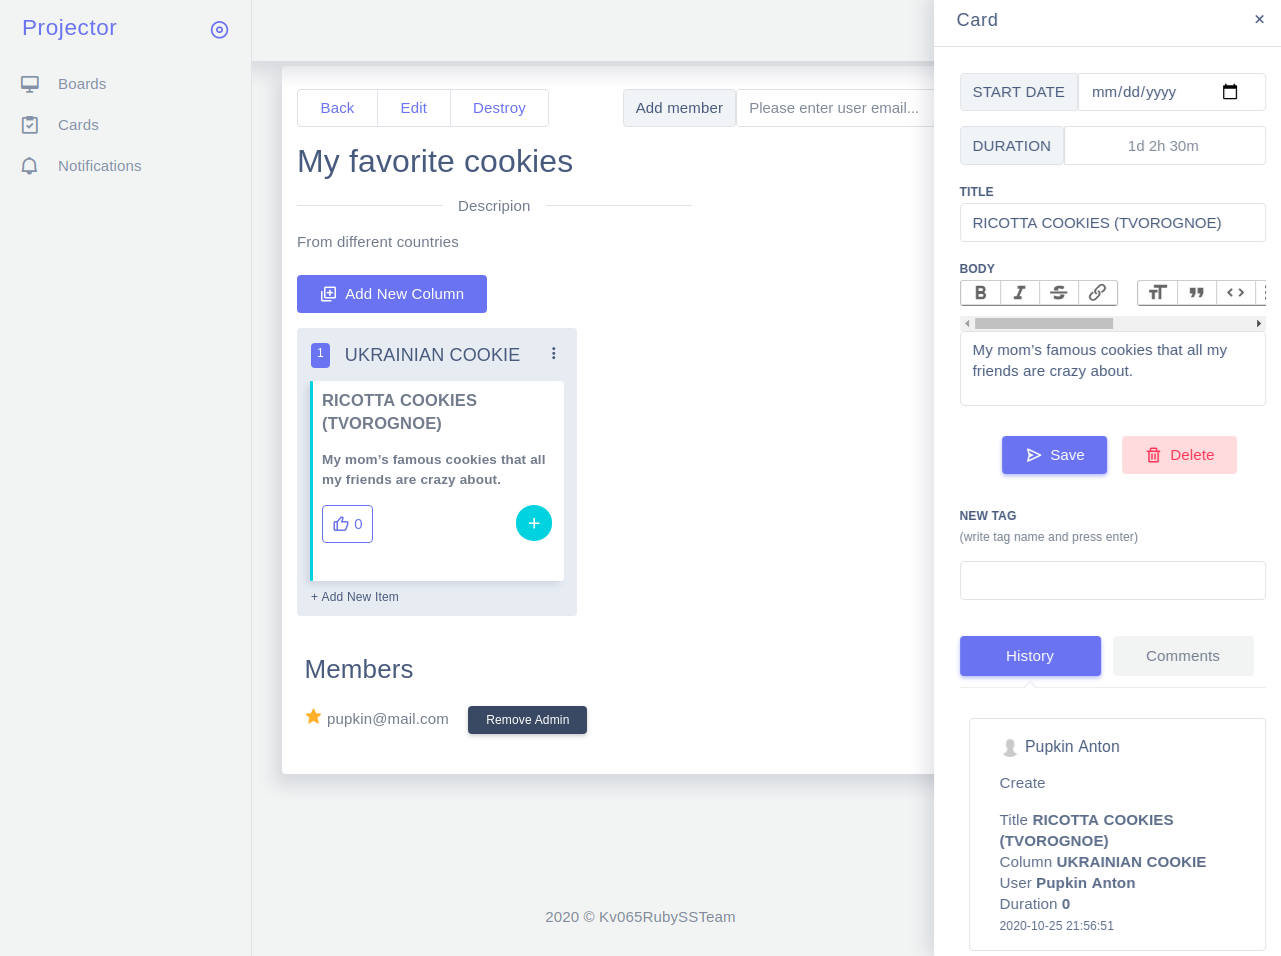 Projector
Boards
Cards
Notifications
Back
Edit
Destroy
Add member
Please enter user email...
My favorite cookies
Descripion
From different countries
Add New Column
1
UKRAINIAN COOKIE
RICOTTA COOKIES
(TVOROGNOE)
My mom’s famous cookies that all
my friends are crazy about.
0
+ Add New Item
Members
pupkin@mail.com
Remove Admin
2020 © Kv065RubySSTeam
Card
×
START DATE
mm/dd/yyyy
DURATION
1d 2h 30m
TITLE
RICOTTA COOKIES (TVOROGNOE)
BODY
My mom’s famous cookies that all my
friends are crazy about.
Save
Delete
NEW TAG
(write tag name and press enter)
History
Comments
Pupkin Anton
Create
Title RICOTTA COOKIES
(TVOROGNOE)
Column UKRAINIAN COOKIE
User Pupkin Anton
Duration 0
2020-10-25 21:56:51